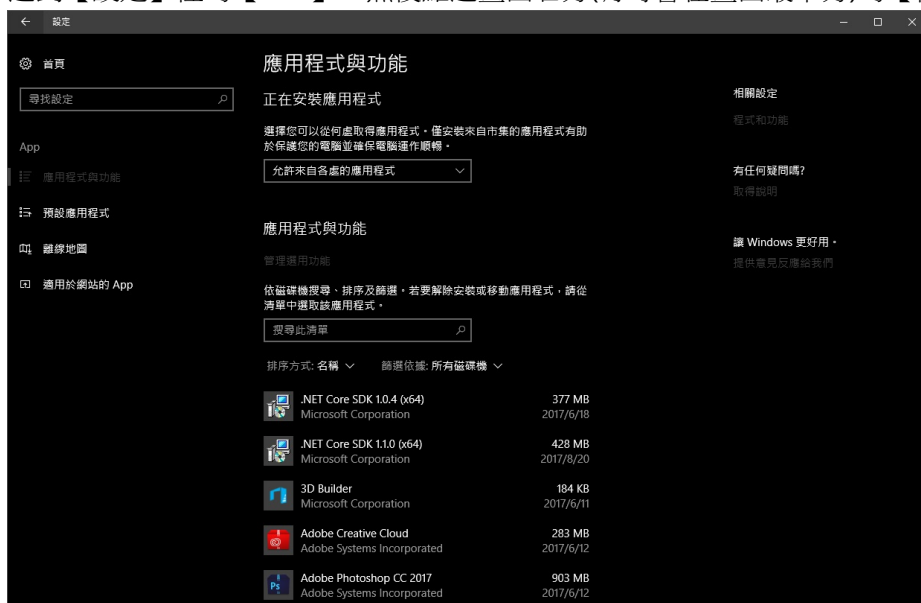 設定
首頁
尋找設定
App
應用程式與功能
預設應用程式
離線地圖
適用於網站的 App
應用程式與功能
正在安裝應用程式
選擇您可以從何處取得應用程式。僅安裝來自市集的應用程式有助
於保護您的電腦並確保電腦運作順暢。
允許來自各處的應用程式
應用程式與功能
管理選用功能
依磁碟機搜尋、排序及篩選。若要解除安裝或移動應用程式，請從
清單中選取該應用程式。
搜尋此清單
排序方式: 名稱 篩選依據: 所有磁碟機
.NET Core SDK 1.0.4 (x64) 377 MB
Microsoft Corporation 2017/6/18
.NET Core SDK 1.1.0 (x64) 428 MB
Microsoft Corporation 2017/8/20
3D Builder 184 KB
Microsoft Corporation 2017/6/11
Adobe Creative Cloud 283 MB
Adobe Systems Incorporated 2017/6/12
Adobe Photoshop CC 2017 903 MB
Adobe Systems Incorporated 2017/6/12
相關設定
程式和功能
有任何疑問嗎?
取得說明
讓 Windows 更好用。
提供意見反應給我們